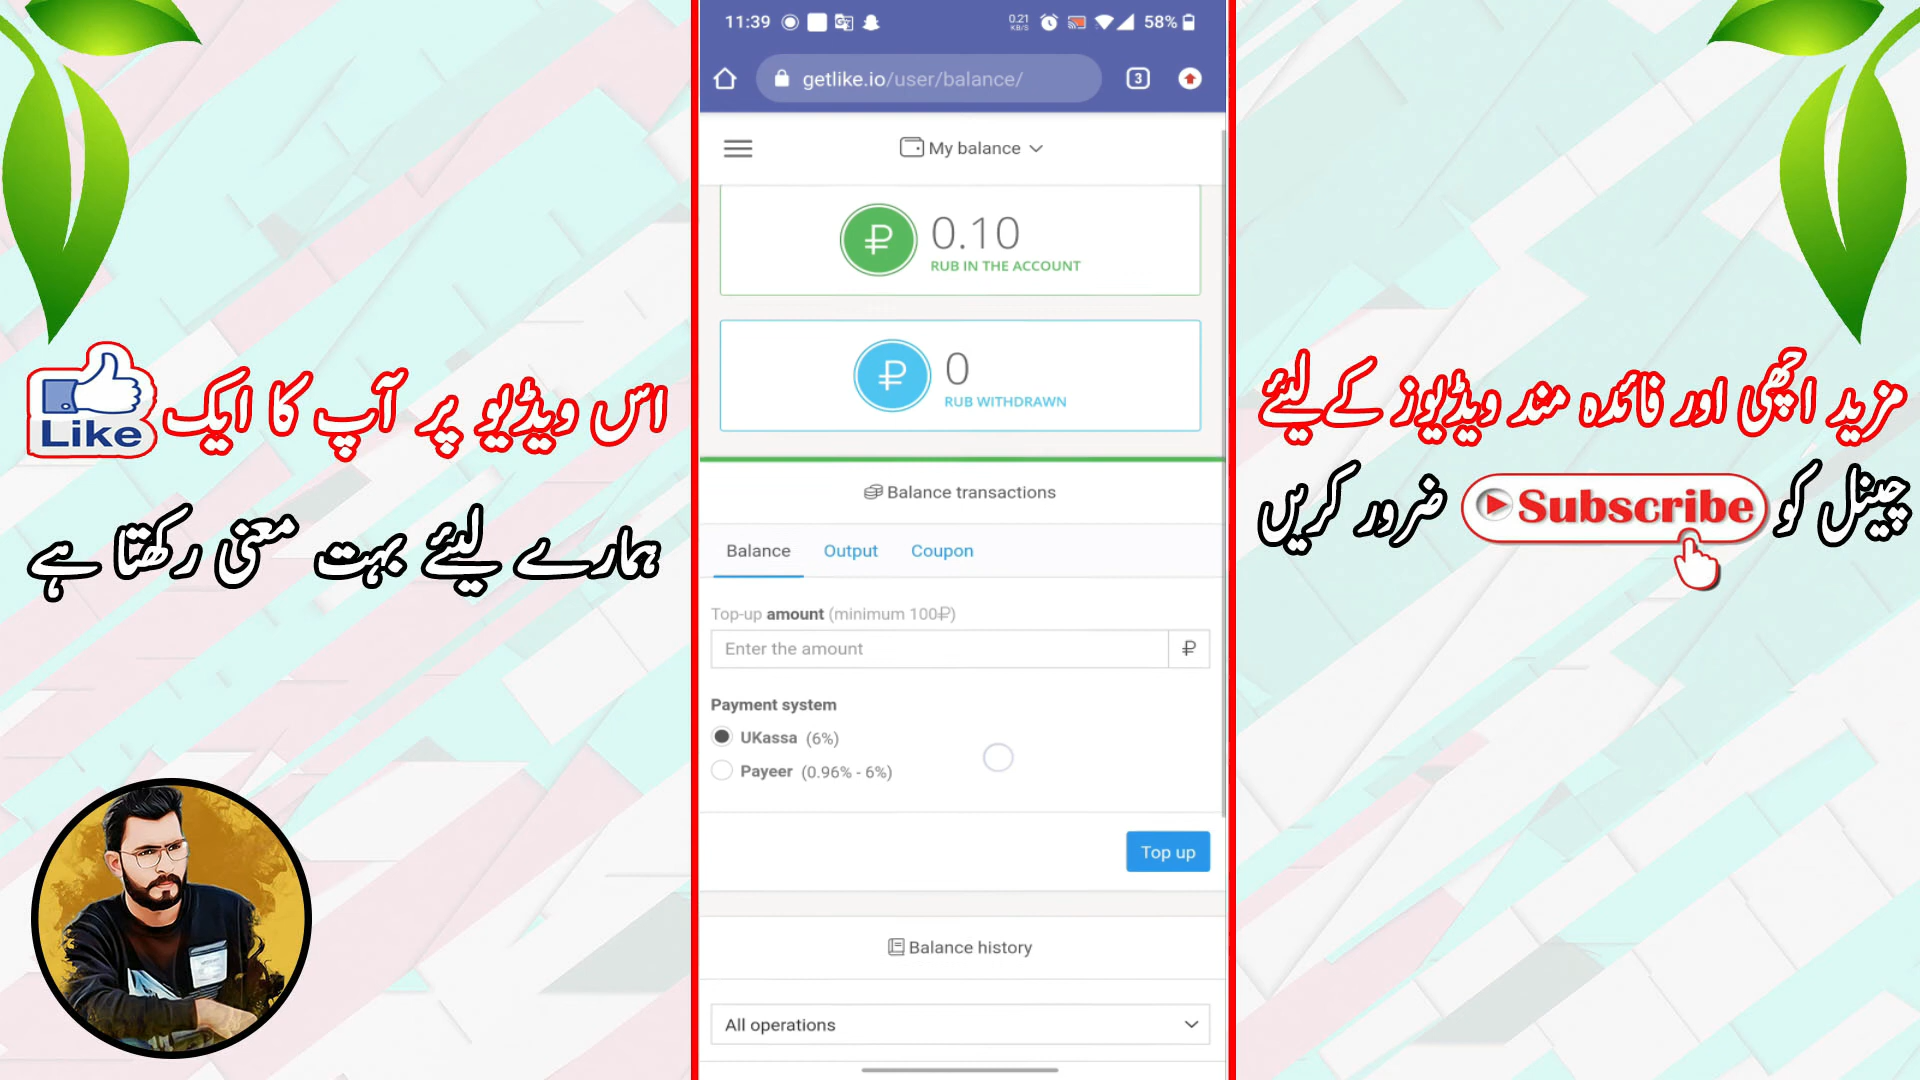 11:39
0.21 KB/S
58%
getlike.io/user/balance/
3
My balance
0.10
RUB IN THE ACCOUNT
0
RUB WITHDRAWN
Balance transactions
Balance Output Coupon
Top-up amount (minimum 100₽)
Enter the amount ₽
Payment system
UKassa (6%)
Payeer (0.96% - 6%)
Top up
Balance history
All operations
اس ویڈیو پر آپ کا ایک Like
ہمارے لیئے بہت معنی رکھتا ہے
مزید اچھی اور فائدہ مند ویڈیوز کے لیئے
چینل کو Subscribe ضرور کریں